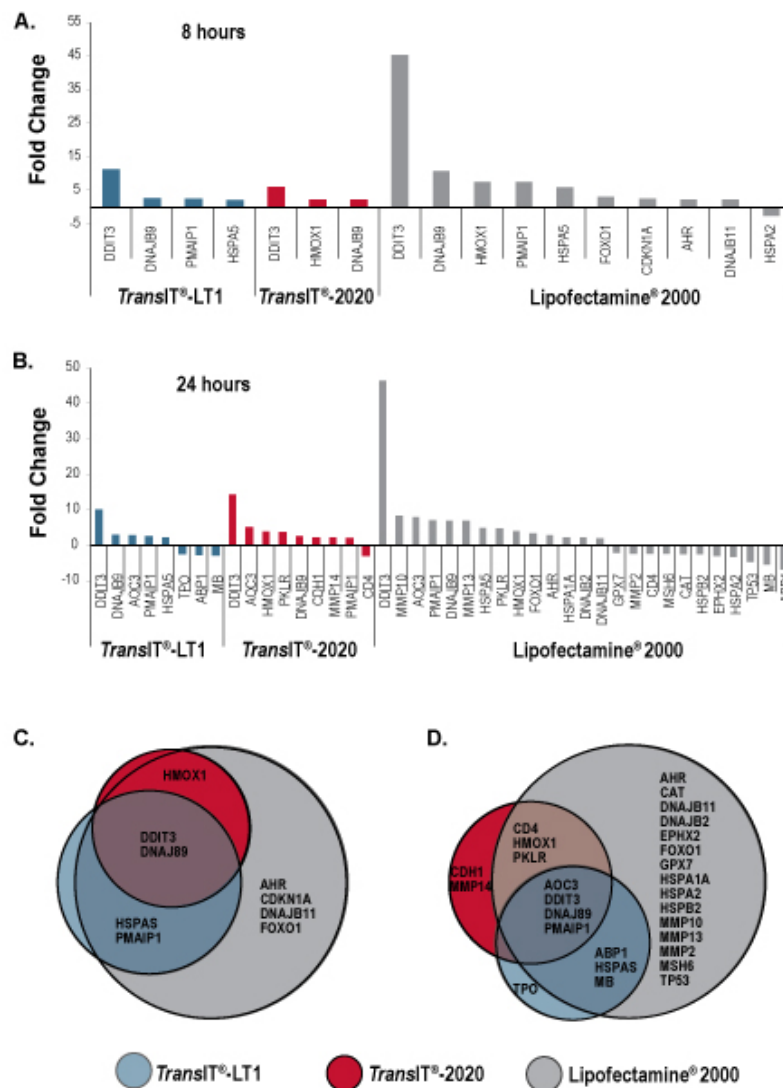 A.
8 hours
Fold Change
55
45
35
25
15
5
-5
DDIT3
DNAJB9
PMAIP1
HSPA5
DDIT3
HMOX1
DNAJB9
DDIT3
DNAJB9
HMOX1
PMAIP1
HSPA5
FOXO1
CDKN1A
AHR
DNAJB11
HSPA2
TransIT®-LT1
TransIT®-2020
Lipofectamine® 2000
B.
24 hours
Fold Change
50
40
30
20
10
0
-10
DDIT3
DNAJB9
AOC3
PMAIP1
HSPA5
TPO
ABP1
MB
DDIT3
AOC3
HMOX1
PKLR
DNAJB9
CDH1
MMP14
PMAIP1
CD4
DDIT3
MMP10
AOC3
PMAIP1
DNAJB9
MMP13
HSPA5
PKLR
HMOX1
FOXO1
AHR
HSPA1A
DNAJB2
DNAJB11
GPX7
MMP2
CD4
MSH6
CAT
HSPB2
EPHX2
HSPA2
TP53
MB
TransIT®-LT1
TransIT®-2020
Lipofectamine® 2000
C.
HMOX1
DDIT3
DNAJ89
HSPAS
PMAIP1
AHR
CDKN1A
DNAJB11
FOXO1
D.
CDH1
MMP14
CD4
HMOX1
PKLR
AOC3
DDIT3
DNAJ89
PMAIP1
ABP1
HSPAS
MB
TPO
AHR
CAT
DNAJB11
DNAJB2
EPHX2
FOXO1
GPX7
HSPA1A
HSPA2
HSPB2
MMP10
MMP13
MMP2
MSH6
TP53
TransIT®-LT1
TransIT®-2020
Lipofectamine® 2000